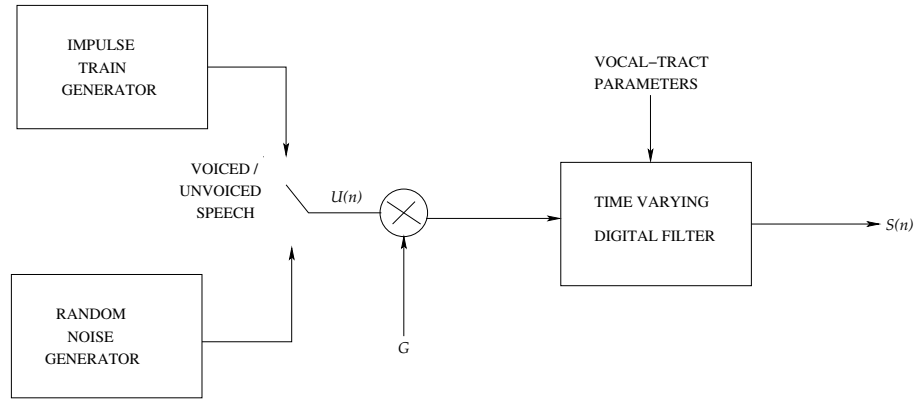 IMPULSE
TRAIN
GENERATOR
VOCAL–TRACT
PARAMETERS
VOICED /
UNVOICED
SPEECH
U(n)
TIME VARYING
DIGITAL FILTER
S(n)
RANDOM
NOISE
GENERATOR
G